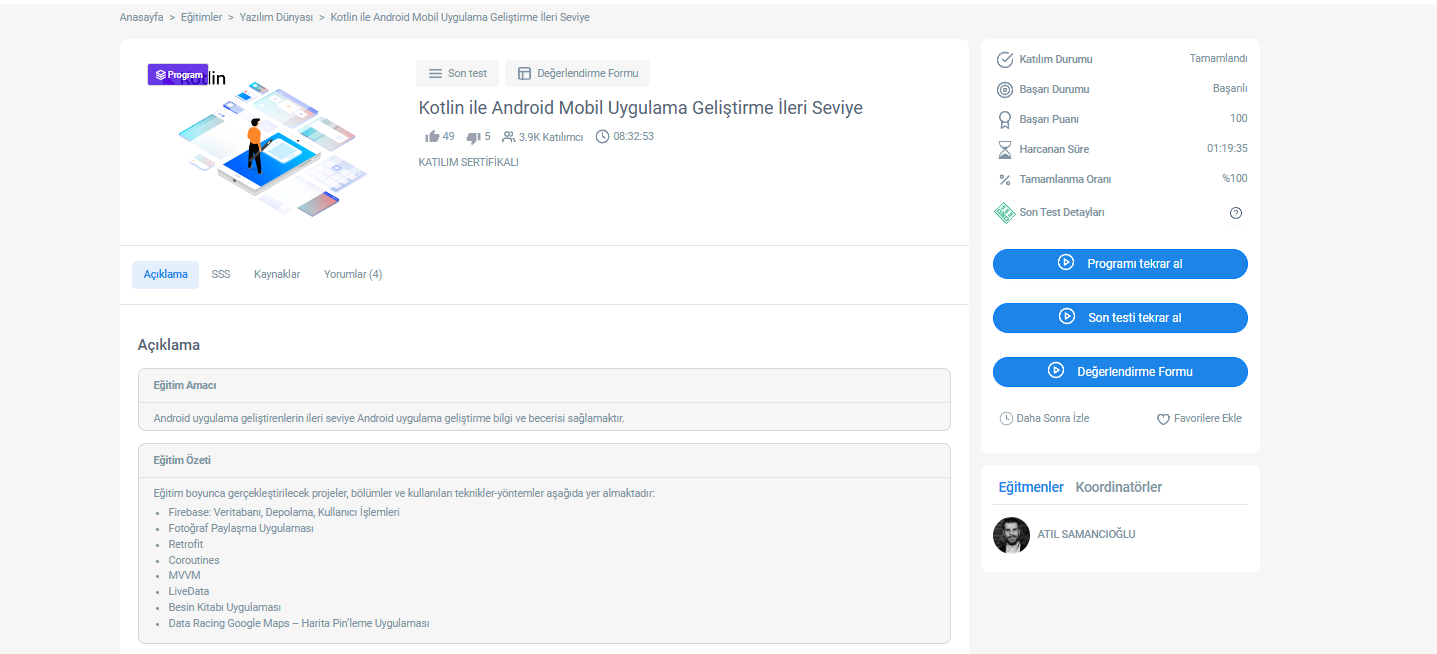 Anasayfa > Eğitimler > Yazılım Dünyası > Kotlin ile Android Mobil Uygulama Geliştirme İleri Seviye
Program
Kotlin
Son test
Değerlendirme Formu
Kotlin ile Android Mobil Uygulama Geliştirme İleri Seviye
49 5 3.9K Katılımcı 08:32:53
KATILIM SERTİFİKALI
Açıklama SSS Kaynaklar Yorumlar (4)
Açıklama
Eğitim Amacı
Android uygulama geliştirenlerin ileri seviye Android uygulama geliştirme bilgi ve becerisi sağlamaktır.
Eğitim Özeti
Eğitim boyunca gerçekleştirilecek projeler, bölümler ve kullanılan teknikler-yöntemler aşağıda yer almaktadır:
• Firebase: Veritabanı, Depolama, Kullanıcı İşlemleri
• Fotoğraf Paylaşma Uygulaması
• Retrofit
• Coroutines
• MVVM
• LiveData
• Besin Kitabı Uygulaması
• Data Racing Google Maps – Harita Pin'leme Uygulaması
Katılım Durumu Tamamlandı
Başarı Durumu Başarılı
Başarı Puanı 100
Harcanan Süre 01:19:35
Tamamlanma Oranı %100
Son Test Detayları
Programı tekrar al
Son testi tekrar al
Değerlendirme Formu
Daha Sonra İzle Favorilere Ekle
Eğitmenler Koordinatörler
ATIL SAMANCIOĞLU